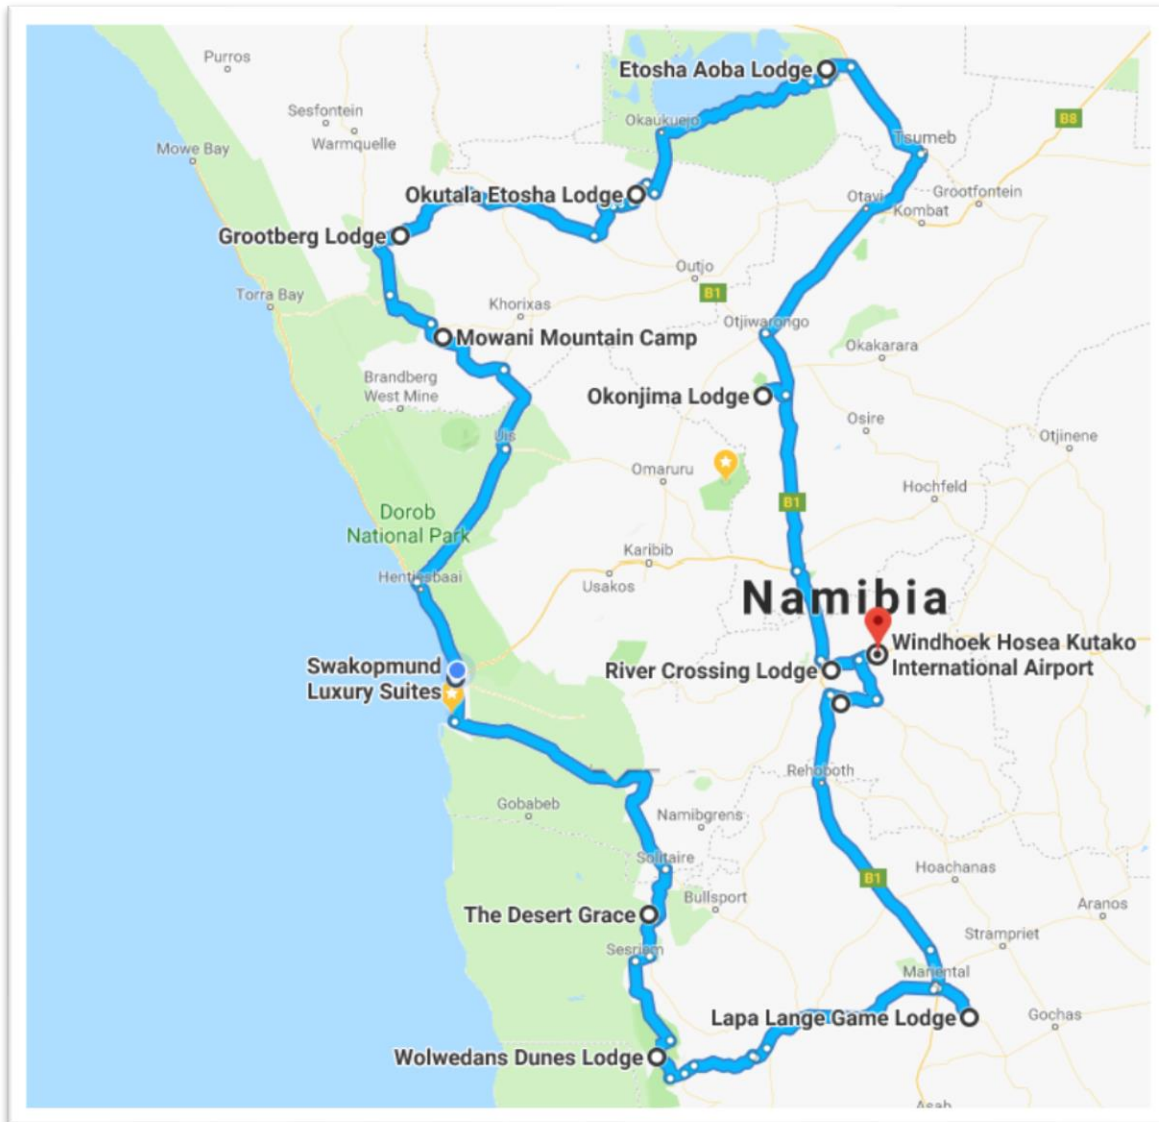 Purros
Etosha Aoba Lodge
Sesfontein
Okaukuejo
B8
Warmquelle
Tsumeb
Mowe Bay
Okutala Etosha Lodge
Otavi
Grootfontein
Kombat
Grootberg Lodge
Outjo
Torra Bay
B1
Khorixas
Otjiwarongo
Mowani Mountain Camp
Okakarara
Brandberg
West Mine
Okonjima Lodge
Osire
Uis
Otjinene
Omaruru
Hochfeld
B1
Dorob
National Park
Karibib
Hentiesbaai
Usakos
Namibia
Windhoek Hosea Kutako
International Airport
Swakopmund
Luxury Suites
River Crossing Lodge
Rehoboth
Gobabeb
Namibgrens
Solitaire
Hoachanas
B1
Bullsport
Aranos
The Desert Grace
Strampriet
Sesriem
Mariental
Lapa Lange Game Lodge
Gochas
Wolwedans Dunes Lodge
Asab